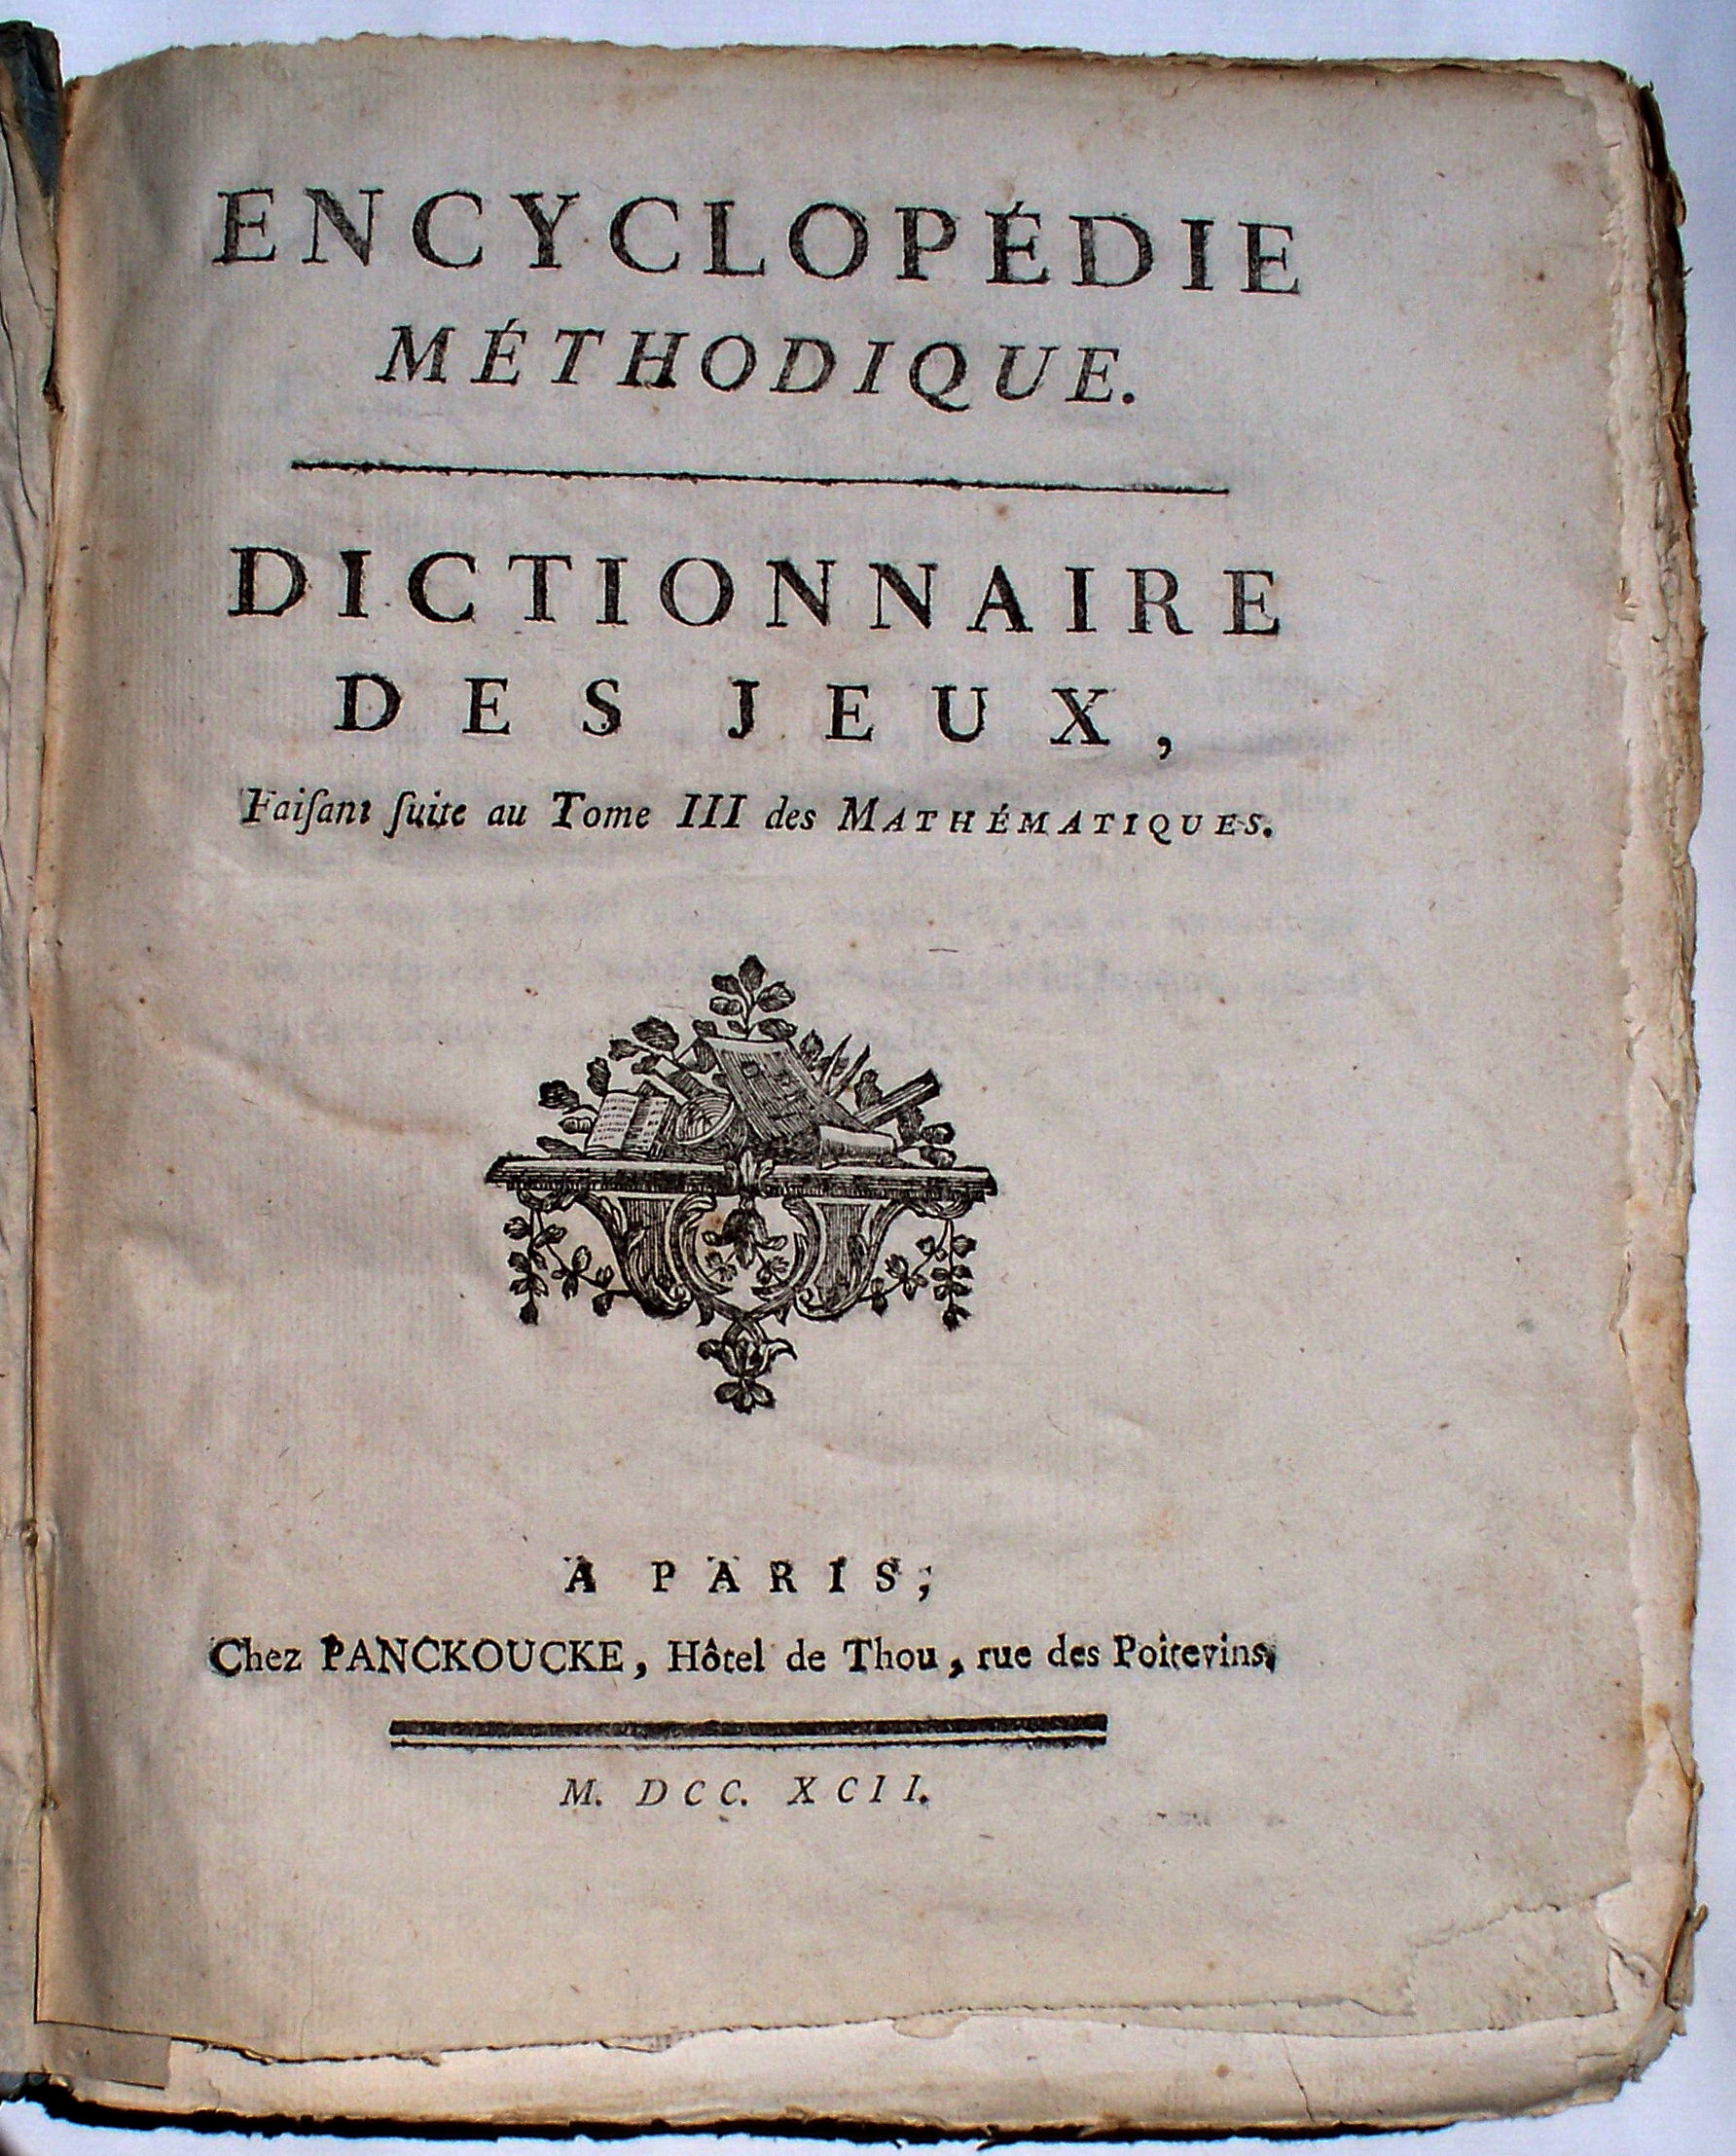 ENCYCLOPÉDIE
MÉTHODIQUE.
DICTIONNAIRE
DES JEUX,
Faiſant ſuite au Tome III des MATHÉMATIQUES.
A PARIS;
Chez PANCKOUCKE, Hôtel de Thou, rue des Poitevins.
M. DCC. XCII.